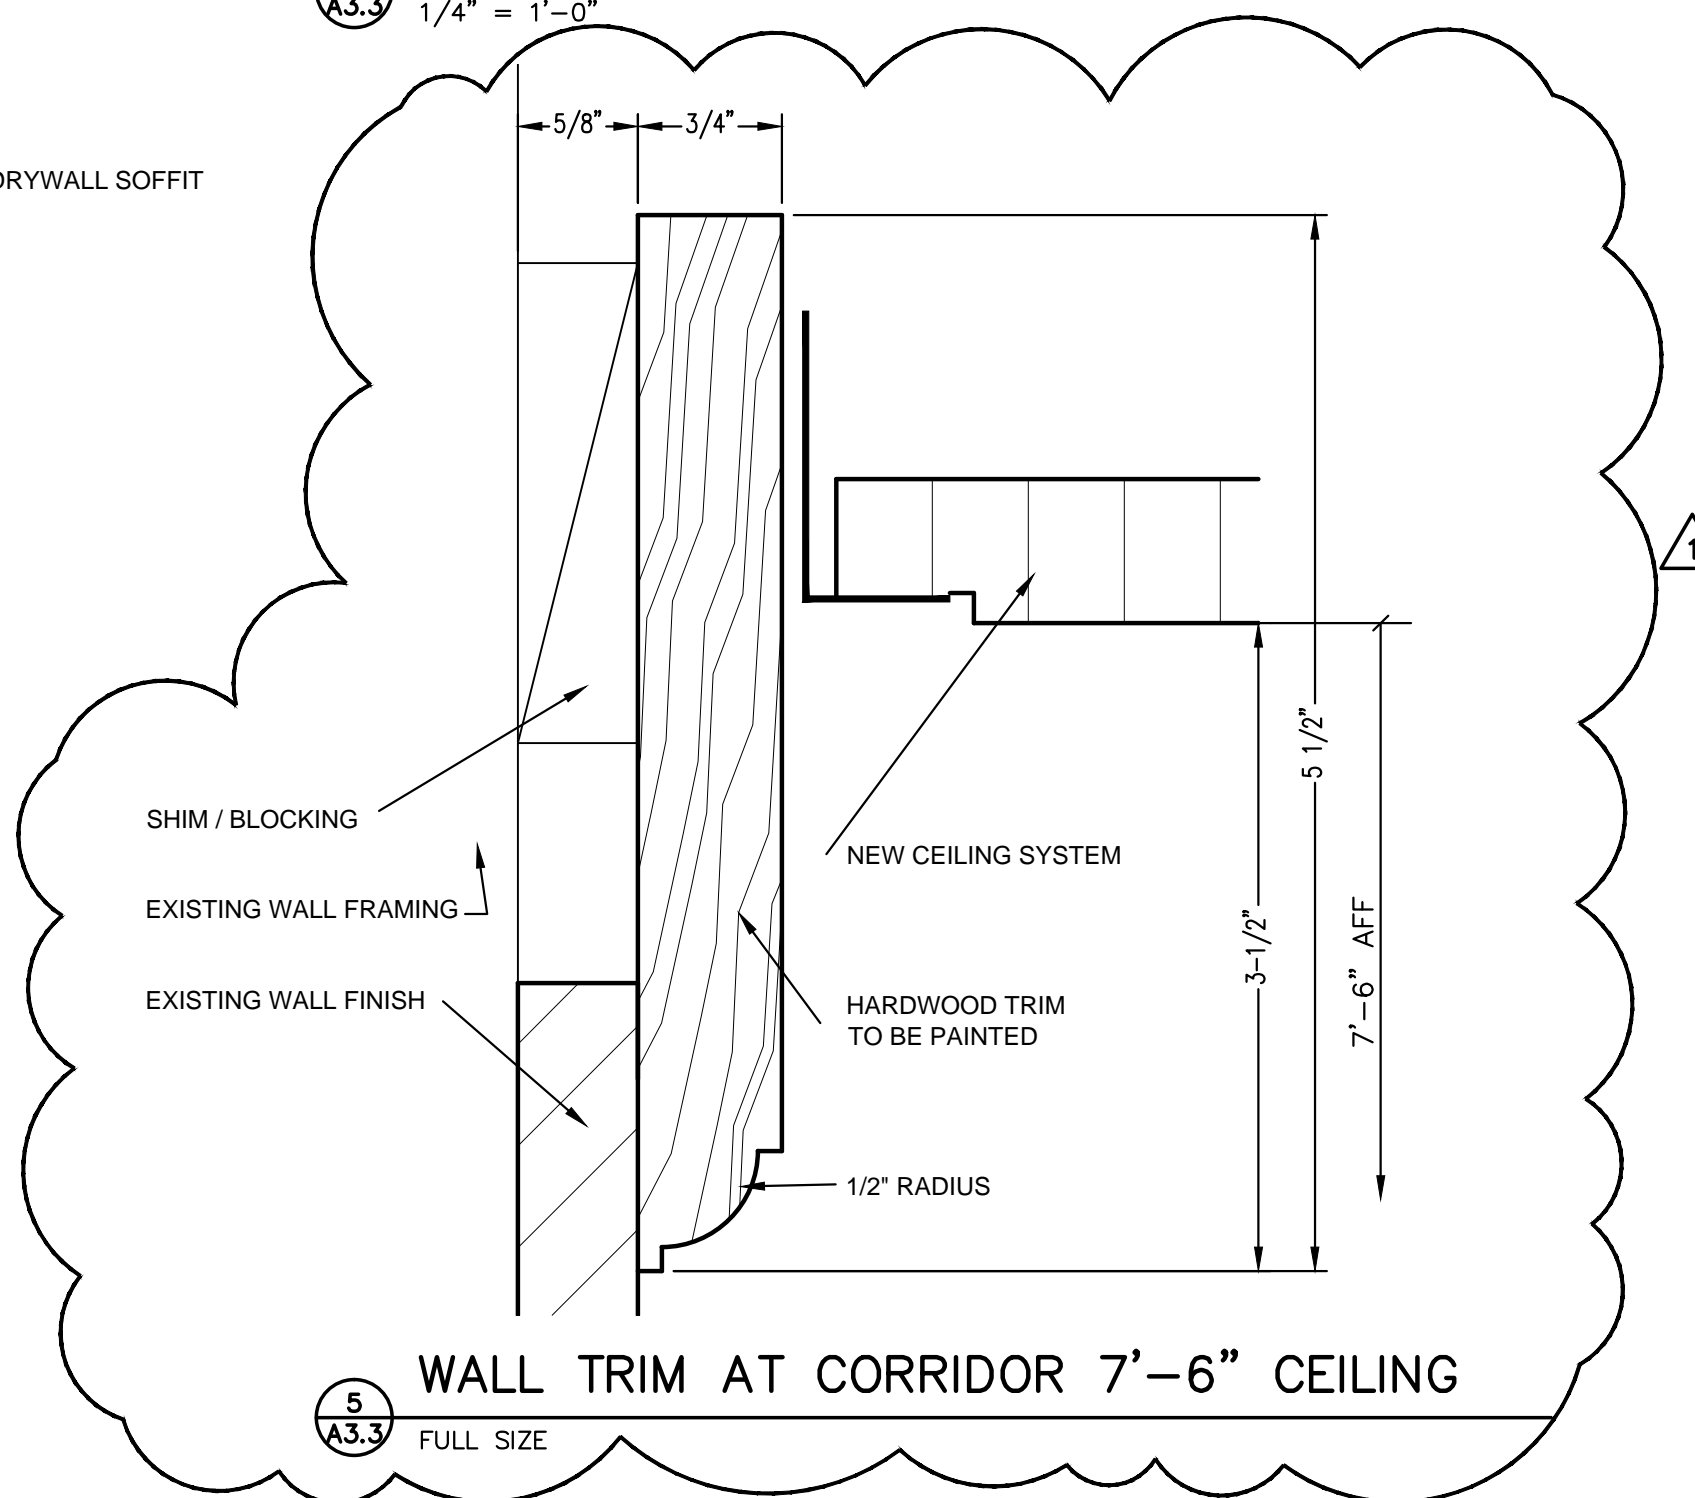 A3.3
1/4" = 1'-0"
DRYWALL SOFFIT
5/8"
3/4"
1
SHIM / BLOCKING
EXISTING WALL FRAMING
EXISTING WALL FINISH
NEW CEILING SYSTEM
HARDWOOD TRIM
TO BE PAINTED
1/2" RADIUS
3-1/2"
5 1/2"
7'-6" AFF
WALL TRIM AT CORRIDOR 7'-6" CEILING
5
A3.3
FULL SIZE